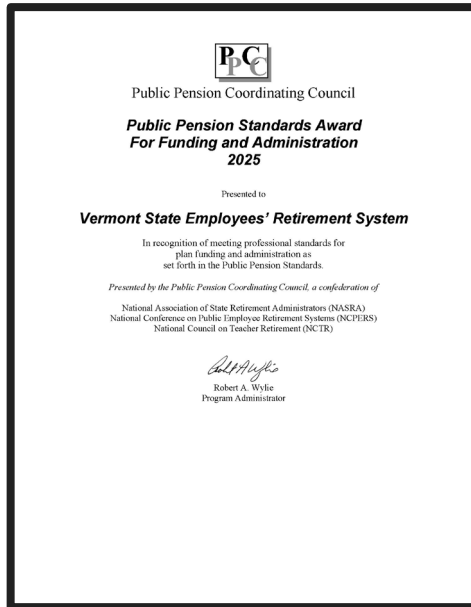 PPCC
Public Pension Coordinating Council
Public Pension Standards Award
For Funding and Administration
2025
Presented to
Vermont State Employees' Retirement System
In recognition of meeting professional standards for
plan funding and administration as
set forth in the Public Pension Standards.
Presented by the Public Pension Coordinating Council, a confederation of
National Association of State Retirement Administrators (NASRA)
National Conference on Public Employee Retirement Systems (NCPERS)
National Council on Teacher Retirement (NCTR)
Robert A Wylie
Robert A. Wylie
Program Administrator